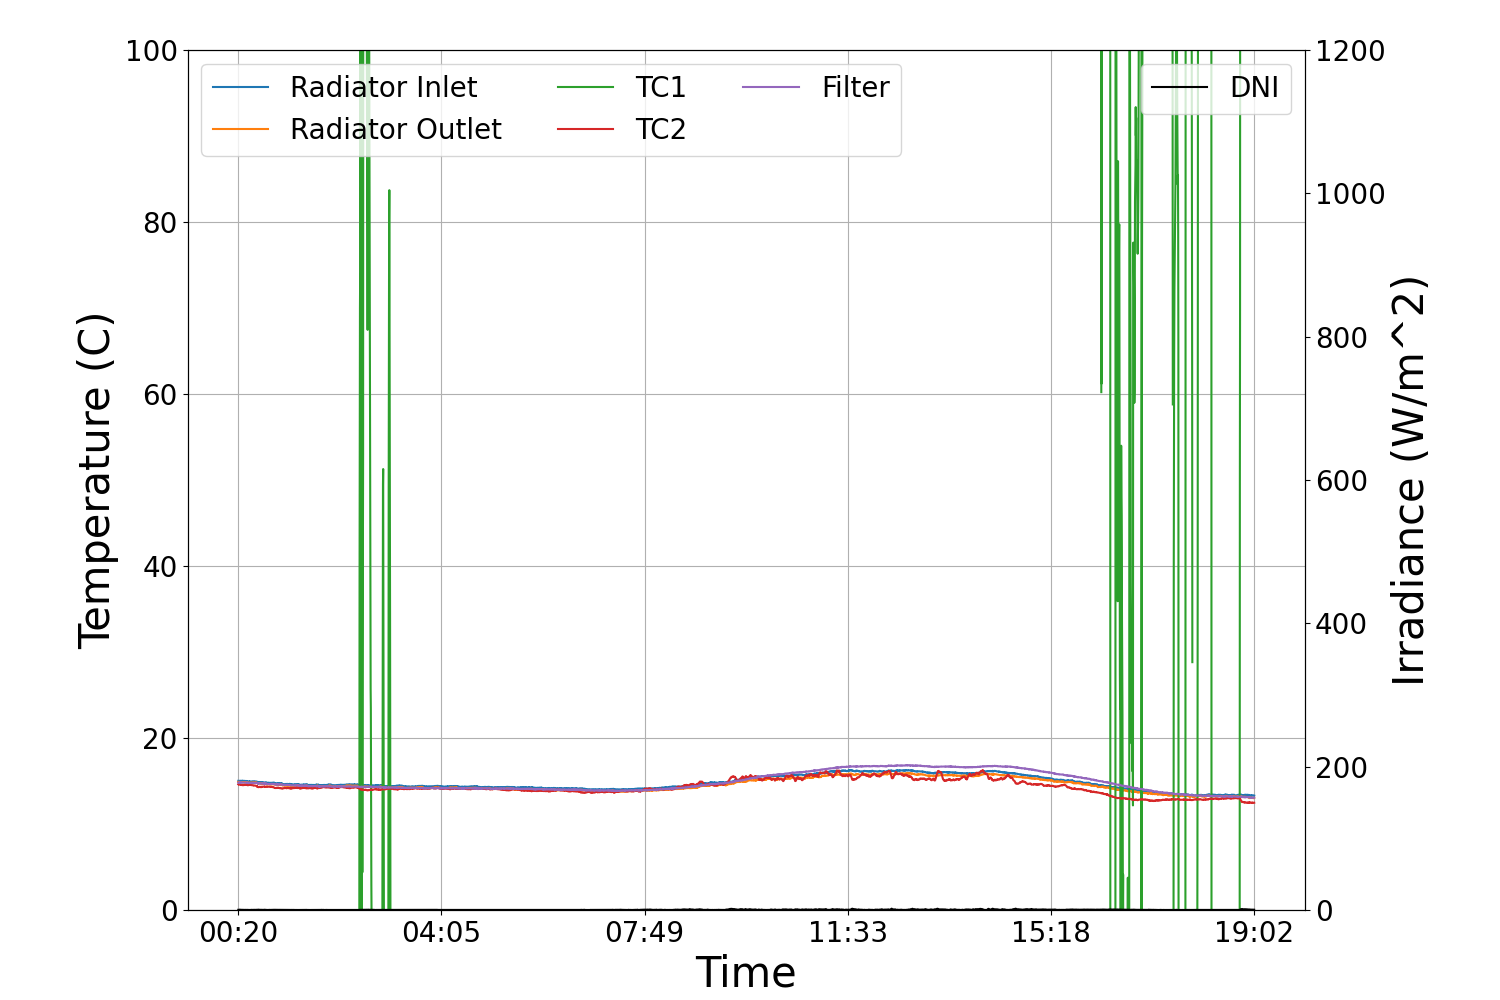 100
80
60
40
20
0
Temperature (C)
Radiator Inlet
Radiator Outlet
TC1
TC2
Filter
DNI
1200
1000
800
600
400
200
0
Irradiance (W/m^2)
00:20 04:05 07:49 11:33 15:18 19:02
Time